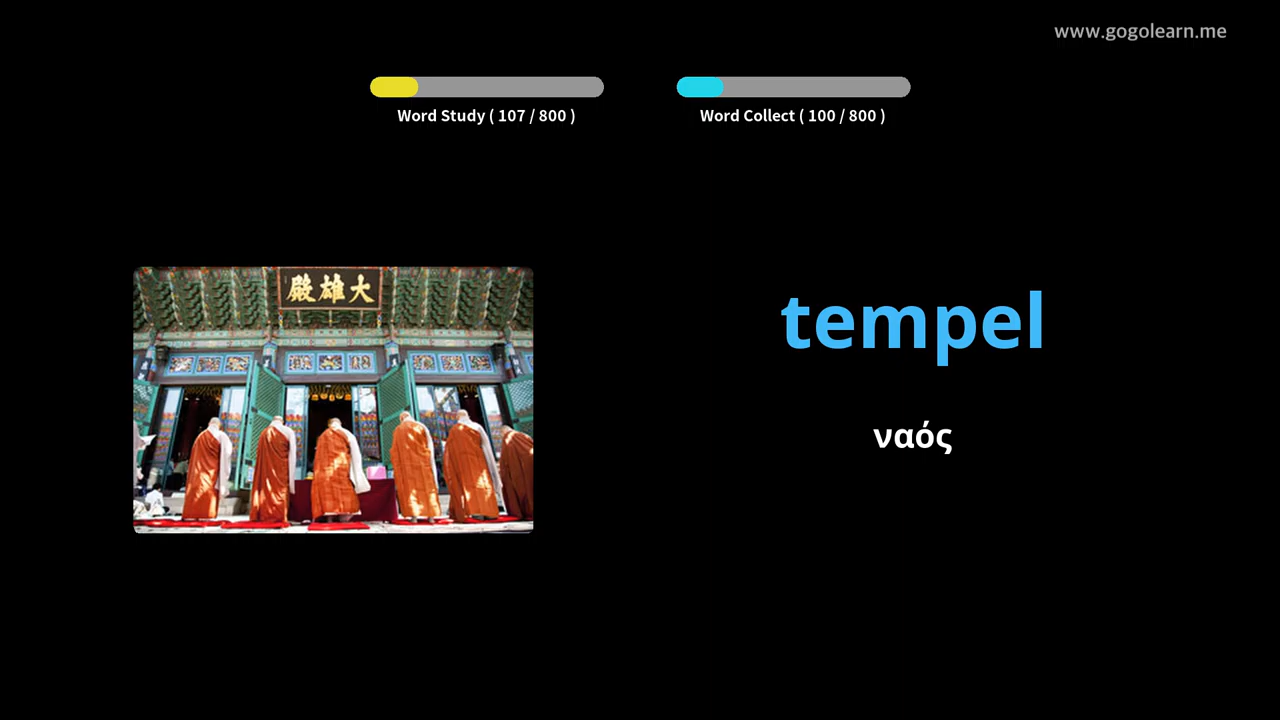 www.gogolearn.me
Word Study ( 107 / 800 )
Word Collect ( 100 / 800 )
殿雄大
tempel
ναός